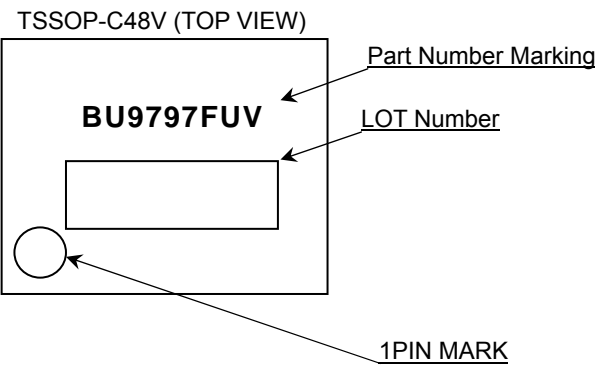 TSSOP-C48V (TOP VIEW)
Part Number Marking
BU9797FUV
LOT Number
1PIN MARK